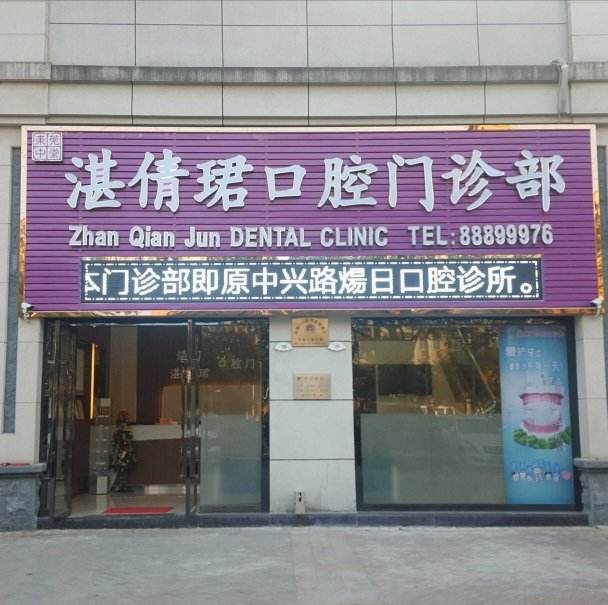 湛倩珺口腔门诊部
Zhan Qian Jun DENTAL CLINIC TEL:88899976
本门诊部即原中兴路煬日口腔诊所。